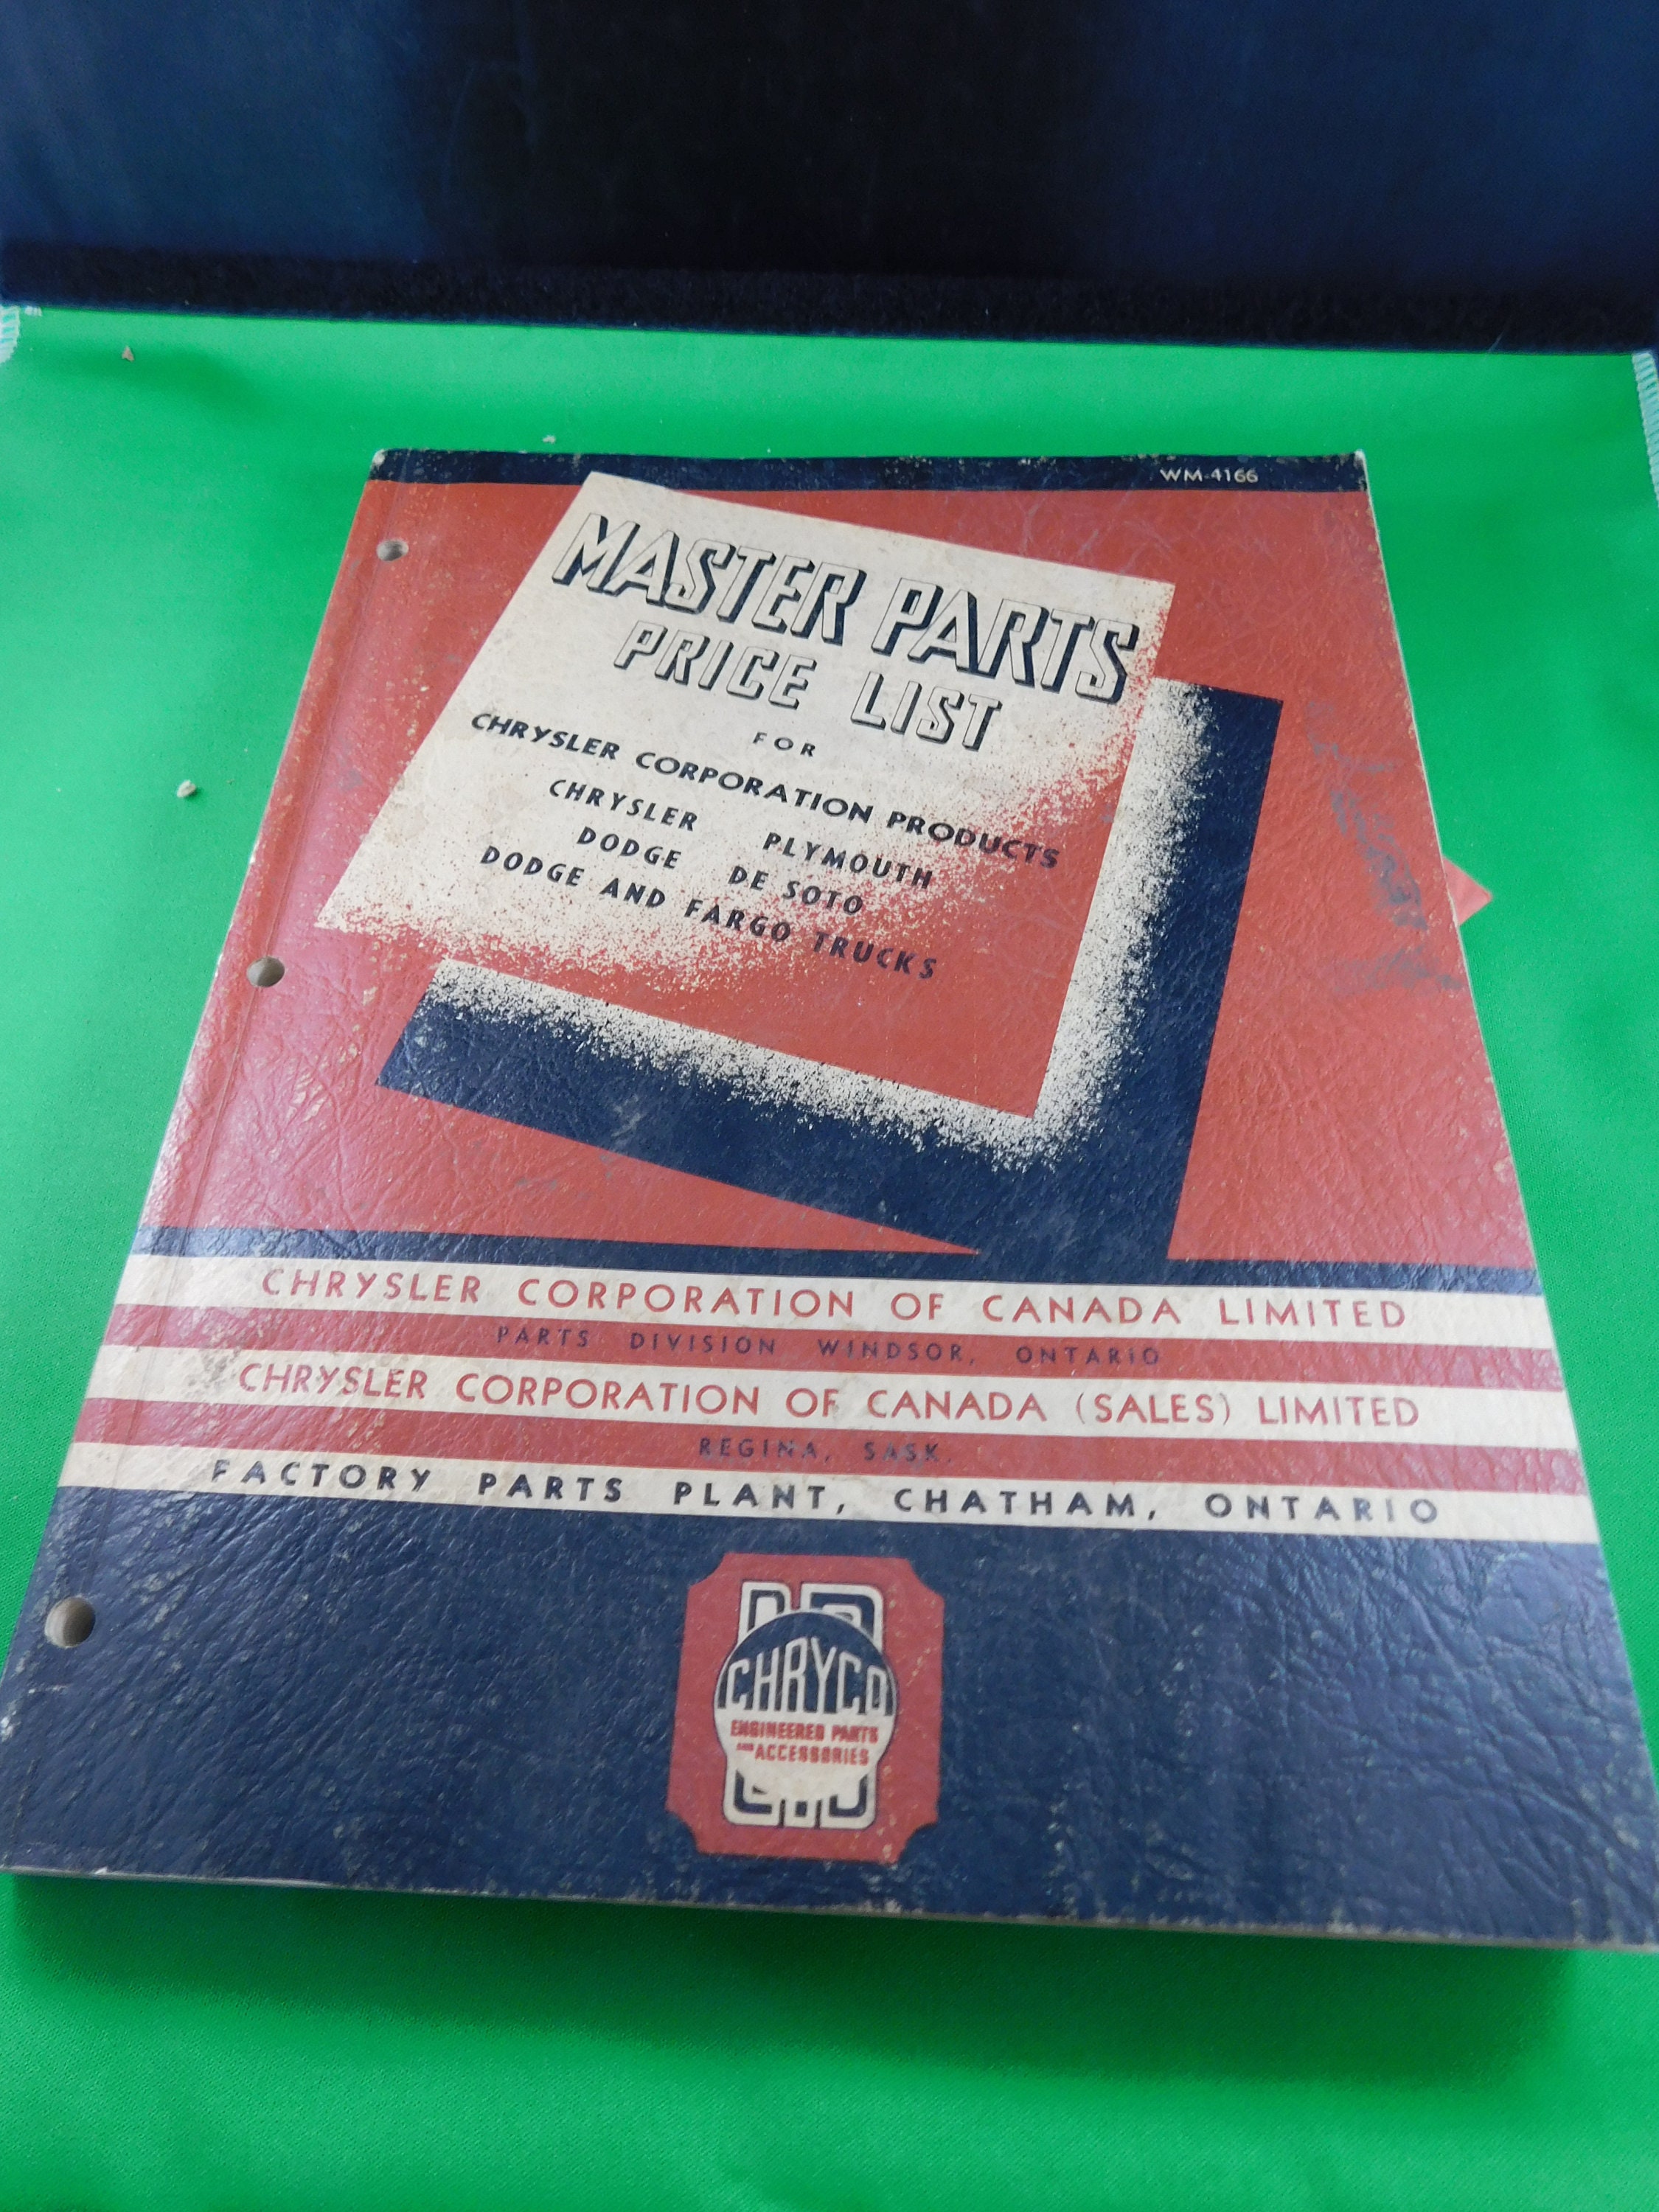 WM-4166
MASTER PARTS
PRICE LIST
FOR
CHRYSLER CORPORATION PRODUCTS
CHRYSLER PLYMOUTH
DODGE DE SOTO
DODGE AND FARGO TRUCKS
CHRYSLER CORPORATION OF CANADA LIMITED
PARTS DIVISION WINDSOR, ONTARIO
CHRYSLER CORPORATION OF CANADA (SALES) LIMITED
REGINA, SASK.
FACTORY PARTS PLANT, CHATHAM, ONTARIO
CHRYCO
ENGINEERED PARTS
AND ACCESSORIES